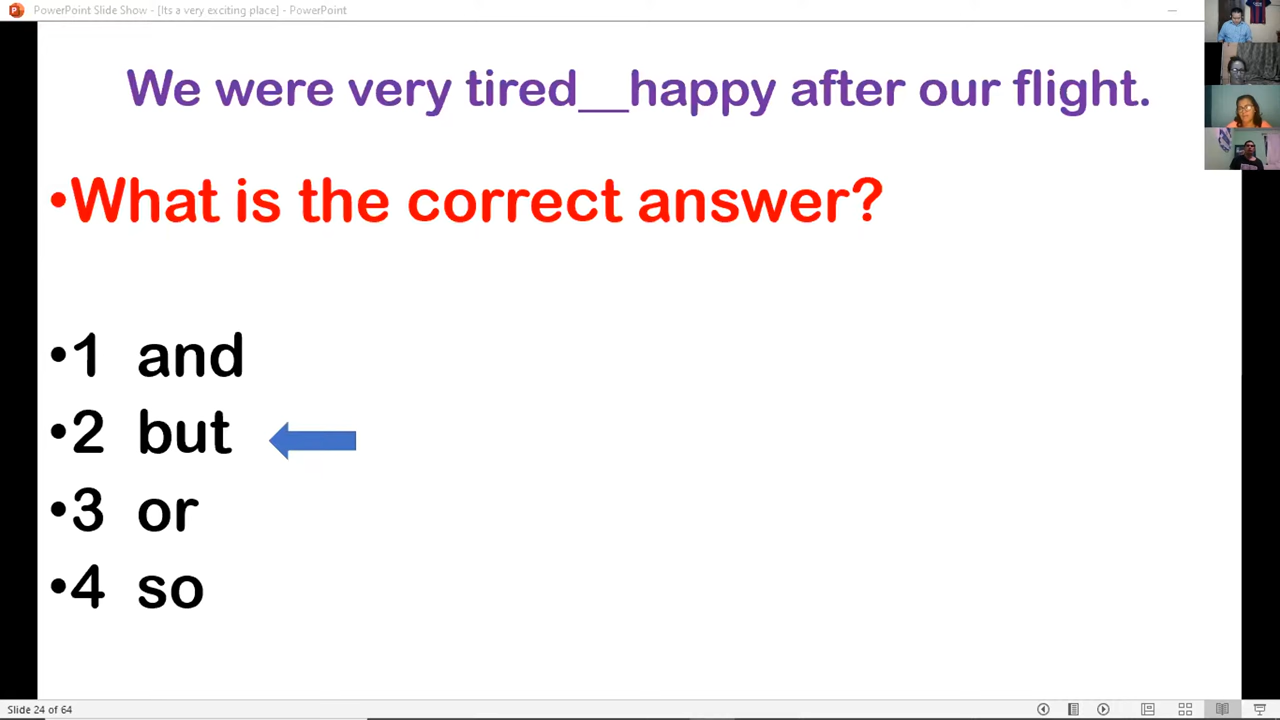 PowerPoint Slide Show - [Its a very exciting place] - PowerPoint
We were very tired__happy after our flight.
•What is the correct answer?
•1 and
•2 but
•3 or
•4 so
Slide 24 of 64